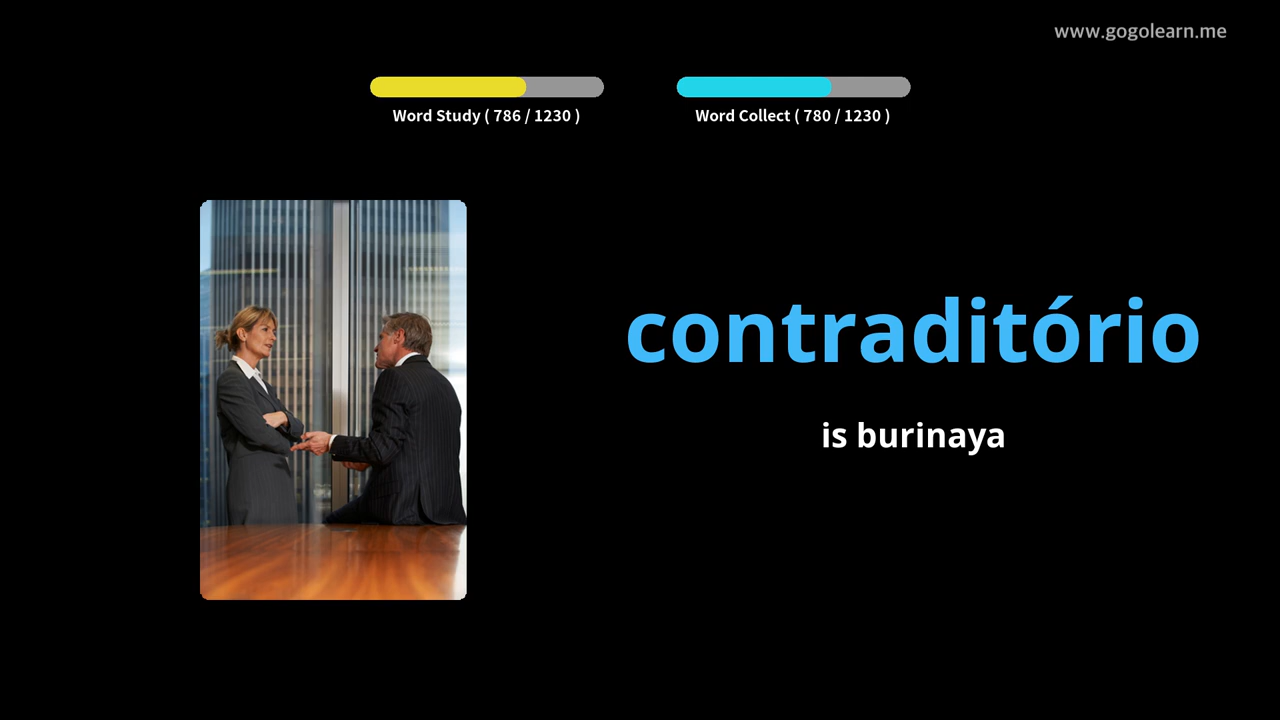 www.gogolearn.me
Word Study ( 786 / 1230 )
Word Collect ( 780 / 1230 )
contraditório
is burinaya